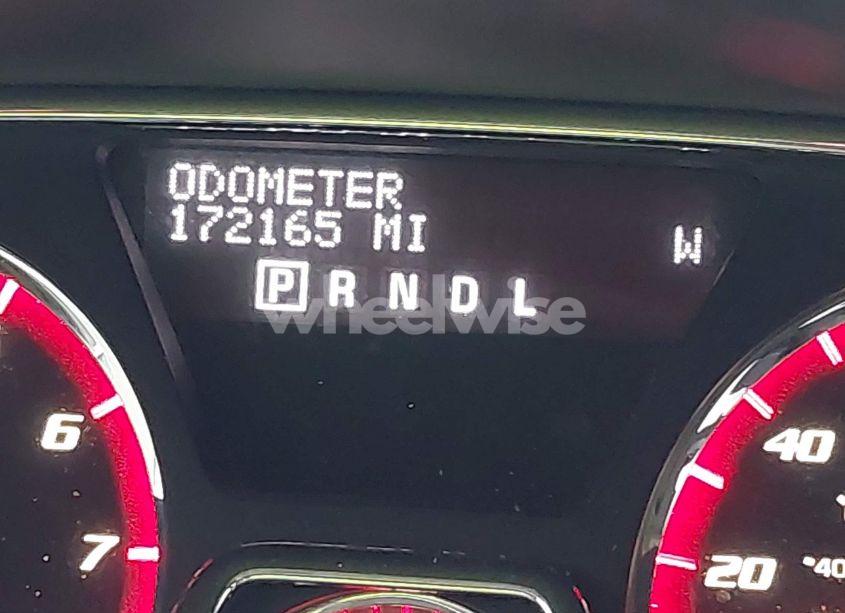 ODOMETER
172165 MI
W
P R N D L
wheelwise
6
7
40
20
40